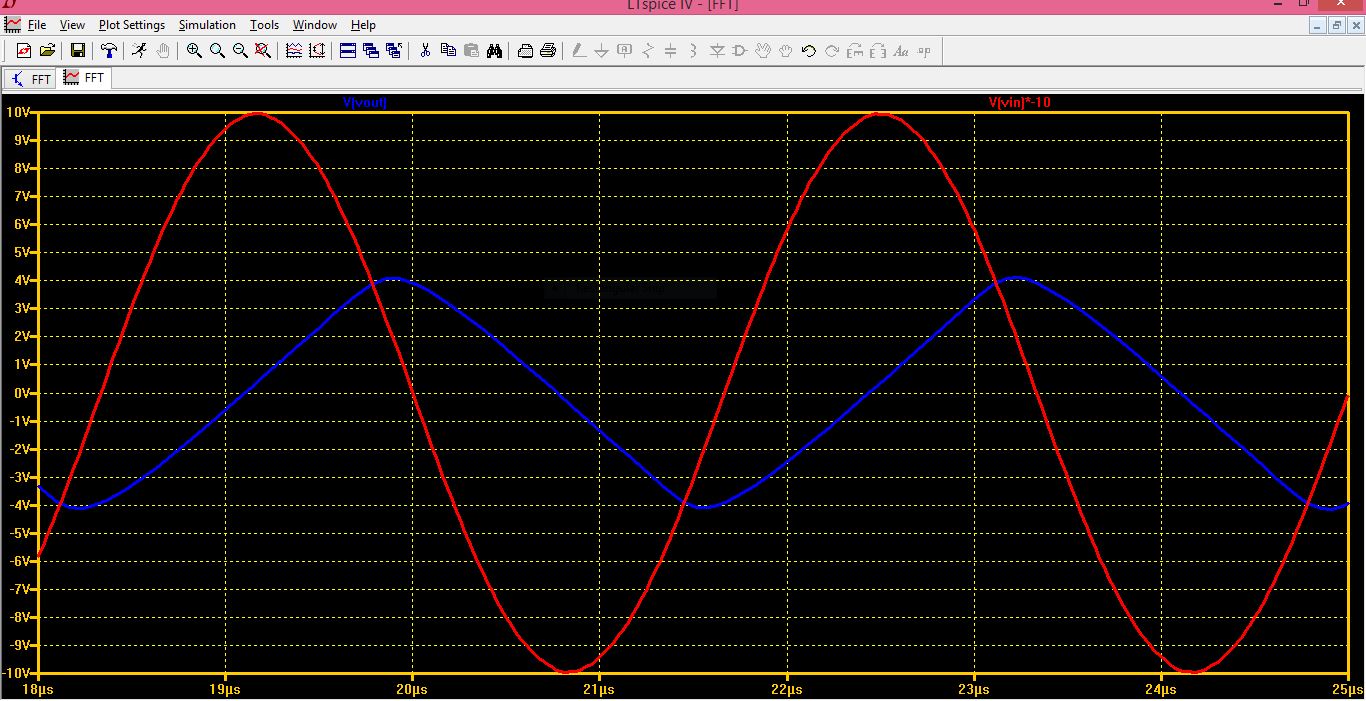 LTspice IV - [FFT]
File View Plot Settings Simulation Tools Window Help
FFT FFT
V(vout) V(vin)*-10
10V
9V
8V
7V
6V
5V
4V
3V
2V
1V
0V
-1V
-2V
-3V
-4V
-5V
-6V
-7V
-8V
-9V
-10V
18µs 19µs 20µs 21µs 22µs 23µs 24µs 25µs